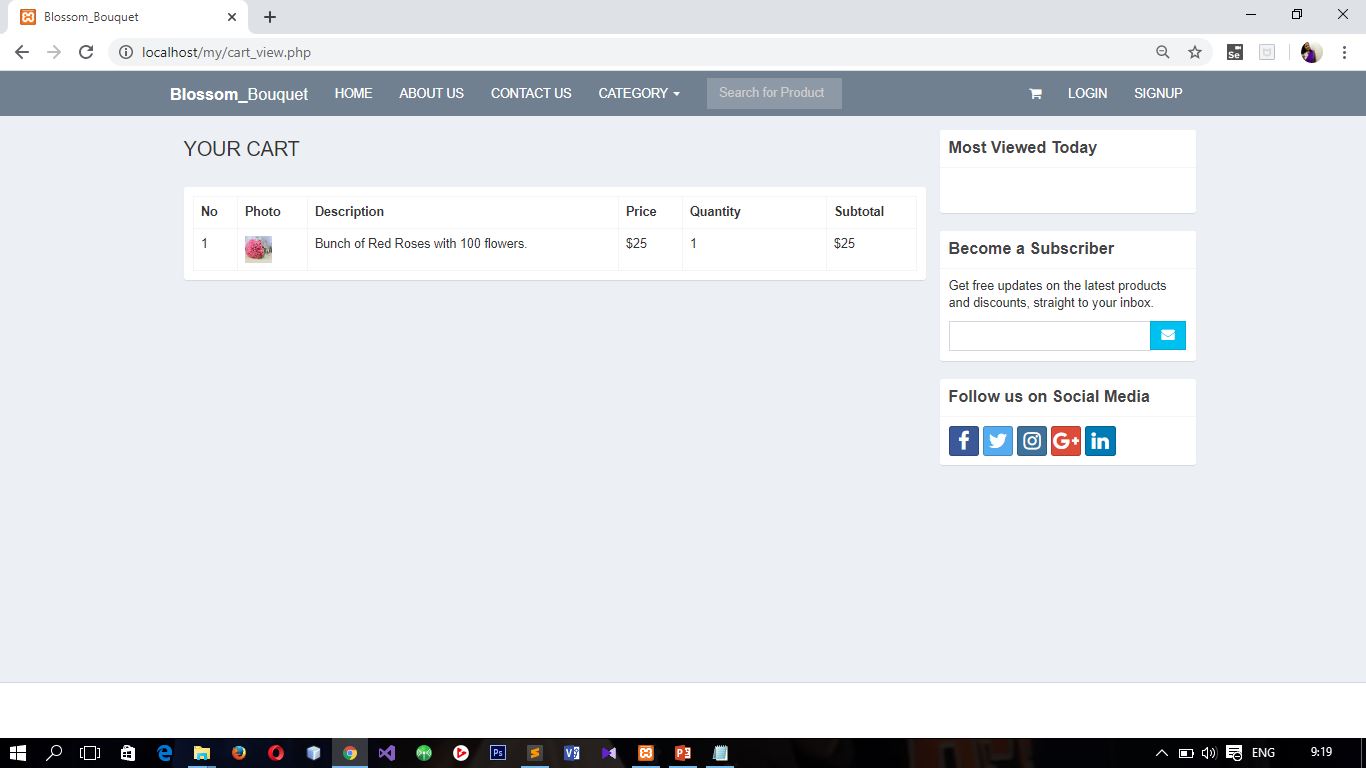 Blossom_Bouquet
localhost/my/cart_view.php
Se
Blossom_Bouquet HOME ABOUT US CONTACT US CATEGORY Search for Product LOGIN SIGNUP
YOUR CART
No Photo Description Price Quantity Subtotal
1 Bunch of Red Roses with 100 flowers. $25 1 $25
Most Viewed Today
Become a Subscriber
Get free updates on the latest products
and discounts, straight to your inbox.
Follow us on Social Media
f G+ in
Ps ENG 9:19